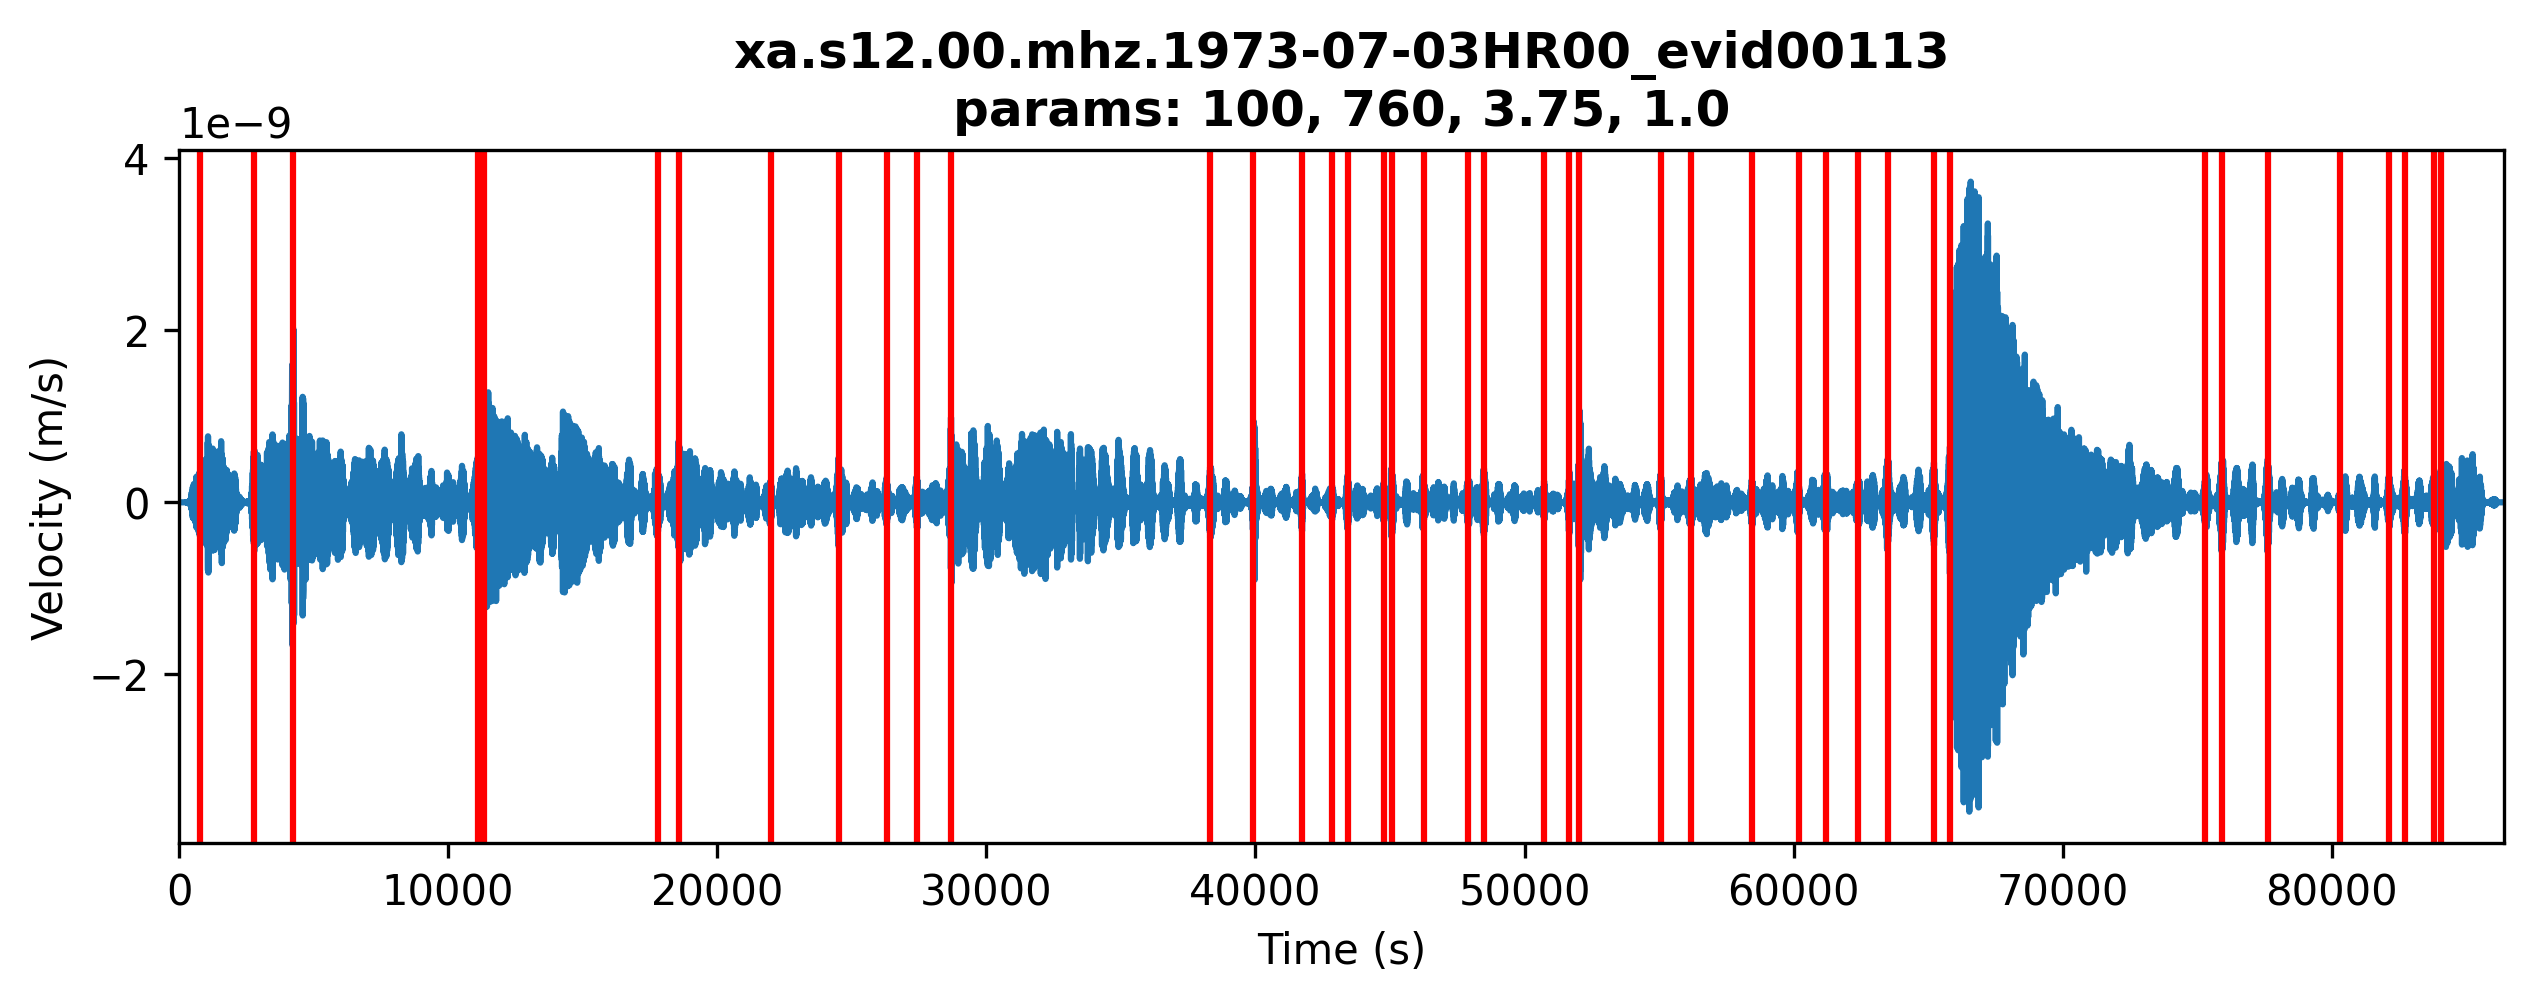 xa.s12.00.mhz.1973-07-03HR00_evid00113
params: 100, 760, 3.75, 1.0
1e−9
4
2
0
−2
Velocity (m/s)
0 10000 20000 30000 40000 50000 60000 70000 80000
Time (s)